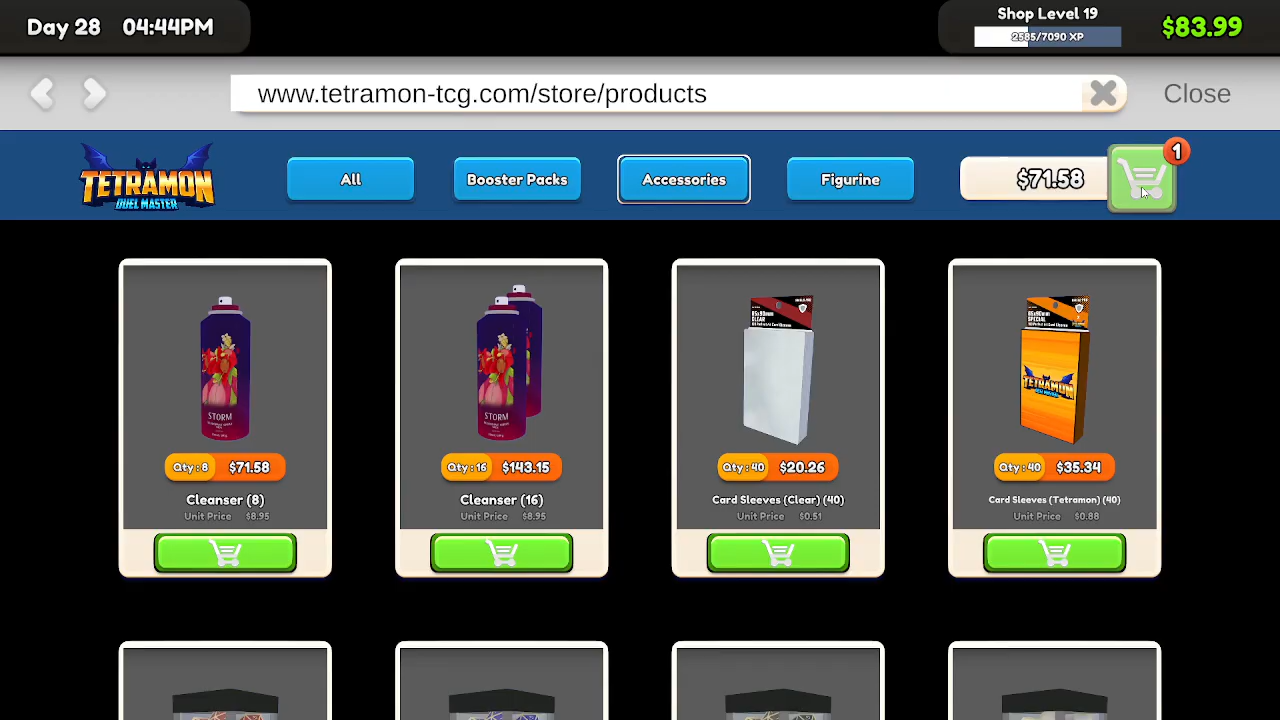 Day 28 04:44PM
Shop Level 19
2585/7090 XP
$83.99
www.tetramon-tcg.com/store/products
Close
TETRAMON
DUEL MASTER
All
Booster Packs
Accessories
Figurine
$71.58
1
STORM
STORM
CLEAR
SPECIAL
TETRAMON
Qty : 8 $71.58
Qty : 16 $143.15
Qty : 40 $20.26
Qty : 40 $35.34
Cleanser (8)
Cleanser (16)
Card Sleeves (Clear) (40)
Card Sleeves (Tetramon) (40)
Unit Price $8.95
Unit Price $8.95
Unit Price $0.51
Unit Price $0.88